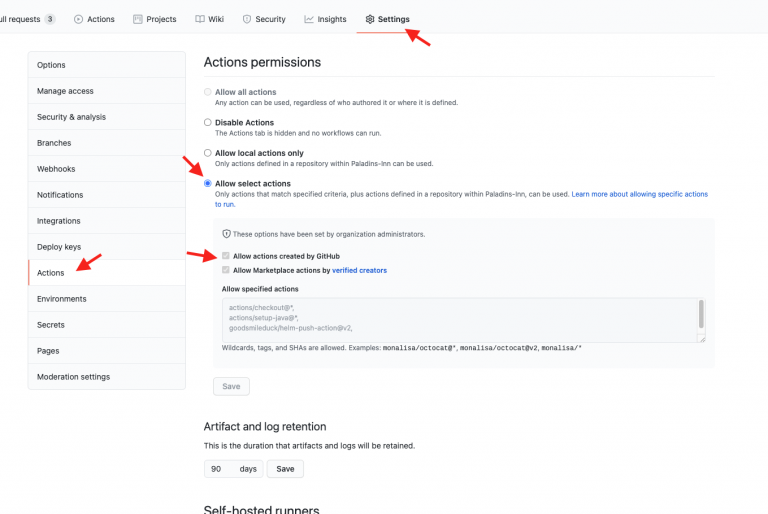 ull requests 3 Actions Projects Wiki Security Insights Settings
Options
Manage access
Security & analysis
Branches
Webhooks
Notifications
Integrations
Deploy keys
Actions
Environments
Secrets
Pages
Moderation settings
Actions permissions
Allow all actions
Any action can be used, regardless of who authored it or where it is defined.
Disable Actions
The Actions tab is hidden and no workflows can run.
Allow local actions only
Only actions defined in a repository within Paladins-Inn can be used.
Allow select actions
Only actions that match specified criteria, plus actions defined in a repository within Paladins-Inn, can be used. Learn more about allowing specific actions
to run.
These options have been set by organization administrators.
Allow actions created by GitHub
Allow Marketplace actions by verified creators
Allow specified actions
actions/checkout@*,
actions/setup-java@*,
goodsmileduck/helm-push-action@v2,
Wildcards, tags, and SHAs are allowed. Examples: monalisa/octocat@*, monalisa/octocat@v2, monalisa/*
Save
Artifact and log retention
This is the duration that artifacts and logs will be retained.
90 days Save
Self-hosted runners